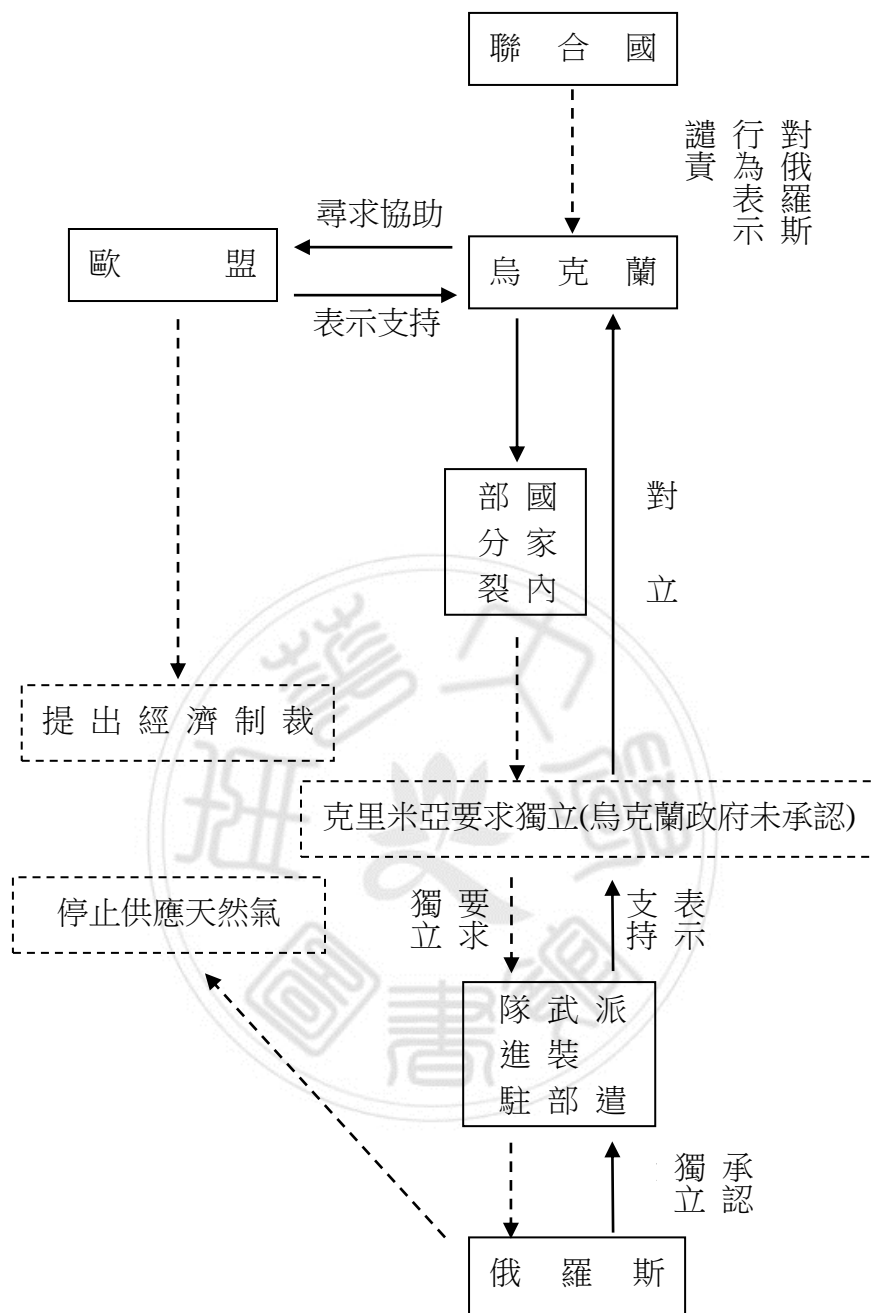 聯合國
對俄羅斯
行為表示
譴責
尋求協助
歐盟
烏克蘭
表示支持
國家內
部分裂
對立
提出經濟制裁
克里米亞要求獨立(烏克蘭政府未承認)
停止供應天然氣
要求
獨立
表示
支持
派遣
武裝部
隊進駐
承認
獨立
俄羅斯